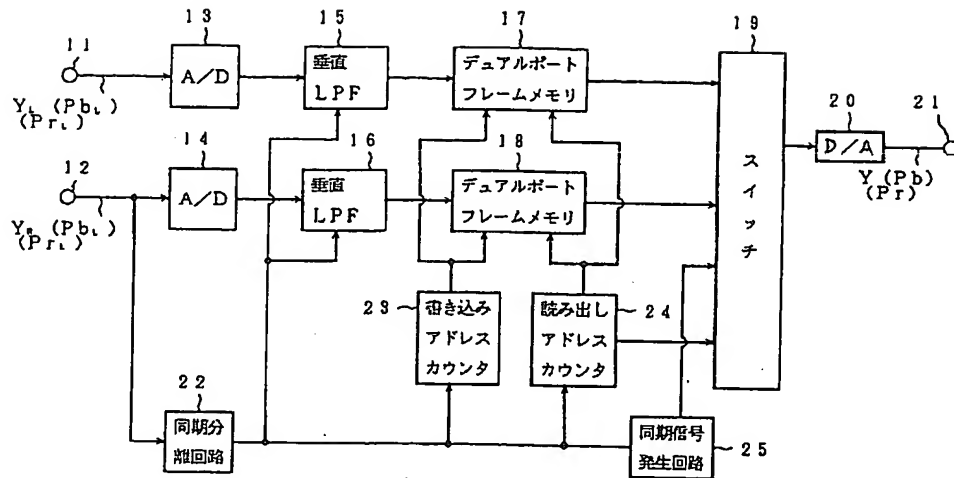 11
Y_L (Pb_L)
(Pr_L)
12
Y_R (Pb_L)
(Pr_L)
13
A/D
14
A/D
15
垂直
LPF
16
垂直
LPF
17
デュアルポート
フレームメモリ
18
デュアルポート
フレームメモリ
19
スイッチ
20
D/A
21
Y (Pb)
(Pr)
22
同期分
離回路
23
書き込み
アドレス
カウンタ
24
読み出し
アドレス
カウンタ
同期信号
発生回路
25